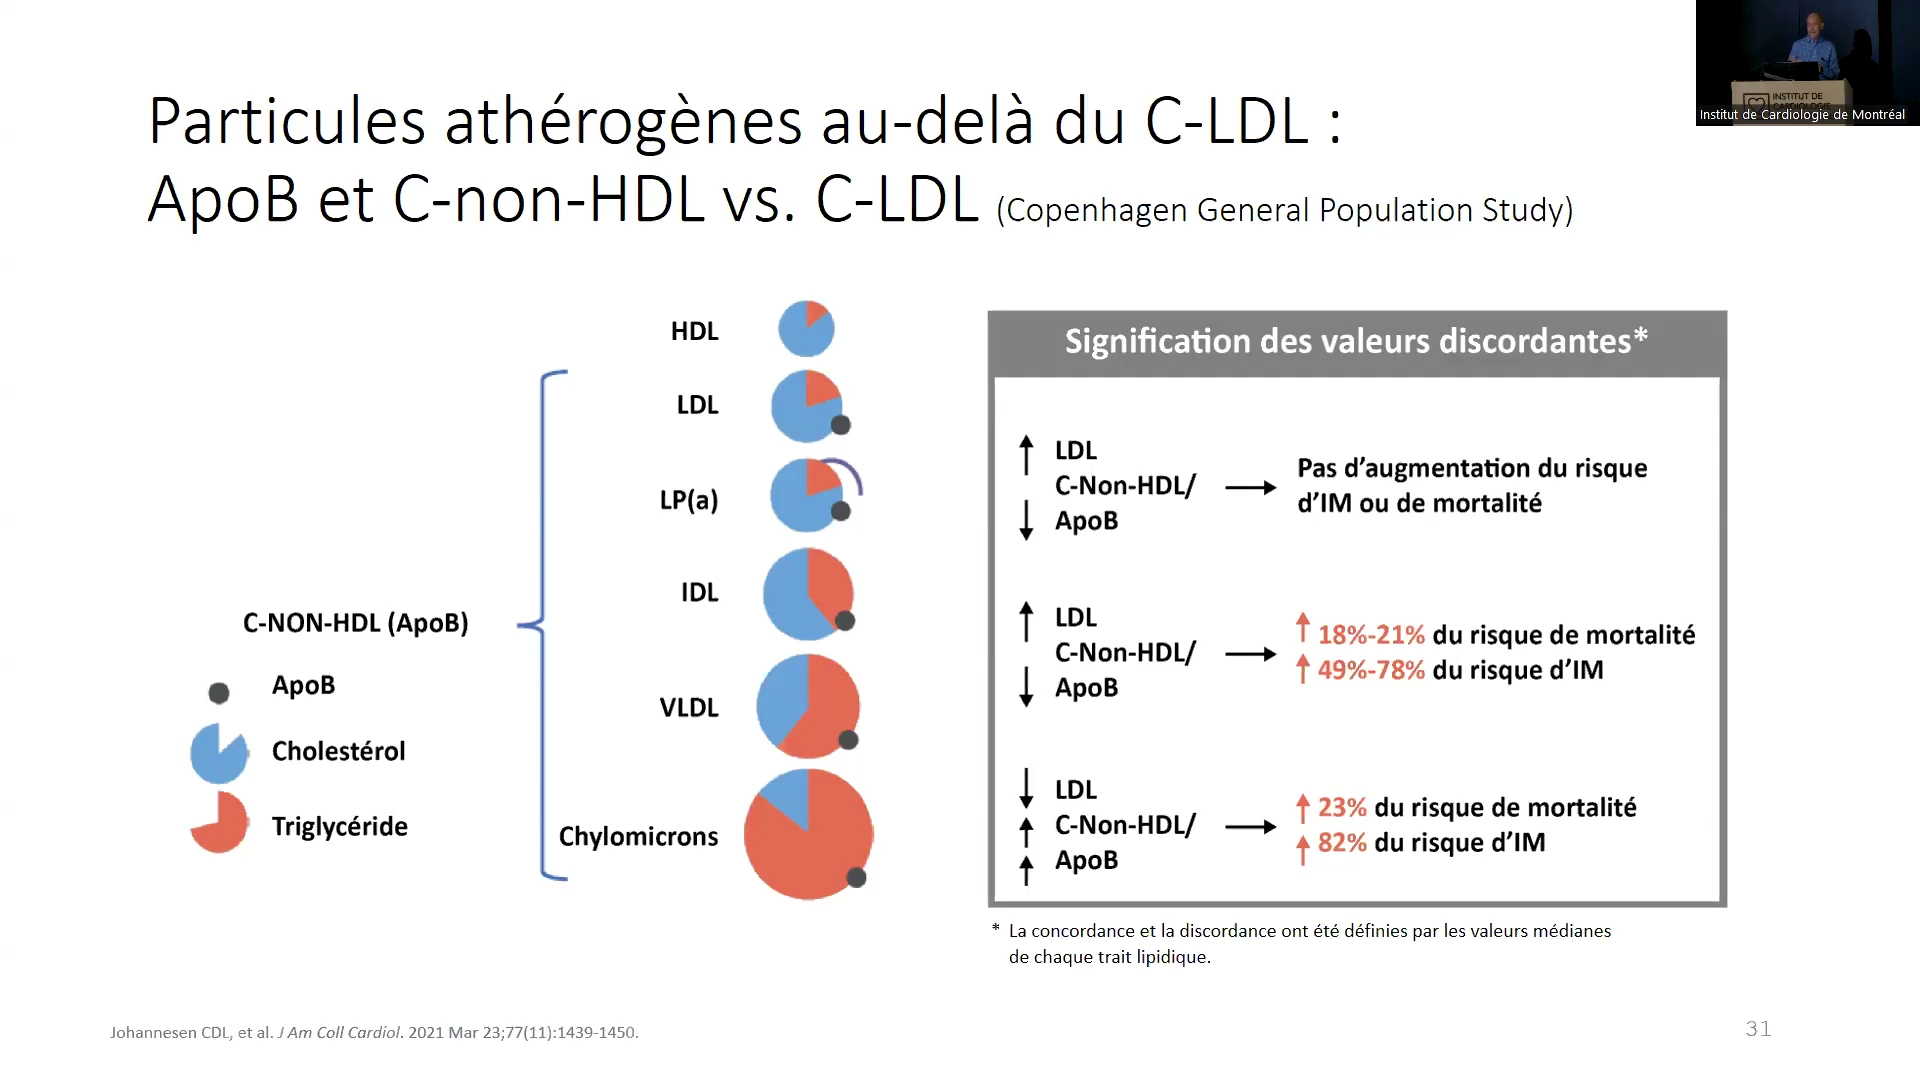 Particules athérogènes au-delà du C-LDL :
ApoB et C-non-HDL vs. C-LDL (Copenhagen General Population Study)
INSTITUT DE
CARDIOLOGIE
Institut de Cardiologie de Montréal
HDL
LDL
LP(a)
IDL
VLDL
Chylomicrons
C-NON-HDL (ApoB)
ApoB
Cholestérol
Triglycéride
Signification des valeurs discordantes*
↑ LDL
C-Non-HDL/
↓ ApoB
→ Pas d’augmentation du risque
d’IM ou de mortalité
↑ LDL
C-Non-HDL/
↓ ApoB
→ ↑ 18%-21% du risque de mortalité
↑ 49%-78% du risque d’IM
↓ LDL
↑ C-Non-HDL/
↑ ApoB
→ ↑ 23% du risque de mortalité
↑ 82% du risque d’IM
* La concordance et la discordance ont été définies par les valeurs médianes
de chaque trait lipidique.
Johannesen CDL, et al. J Am Coll Cardiol. 2021 Mar 23;77(11):1439-1450.
31